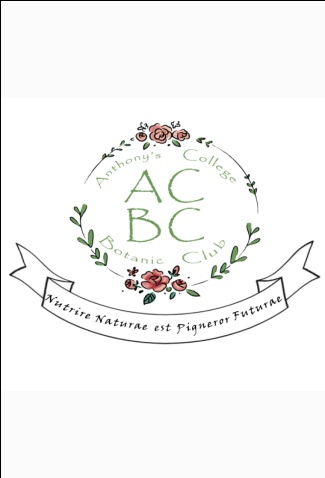 Anthony's College
AC
BC
Botanic Club
Nutrire Naturae est Pigneror Futurae